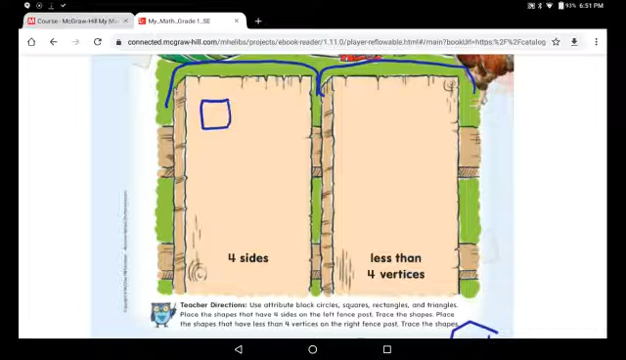 93% 6:51 PM
Course - McGraw-Hill My M
My_Math_Grade 1_SE
connected.mcgraw-hill.com/mhelibs/projects/ebook-reader/1.11.0/player-reflowable.html#/main?bookUrl=https:%2F%2Fcatalog
4 sides
less than
4 vertices
Teacher Directions: Use attribute block circles, squares, rectangles, and triangles.
Place the shapes that have 4 sides on the left fence post. Trace the shapes. Place
the shapes that have less than 4 vertices on the right fence post. Trace the shapes.